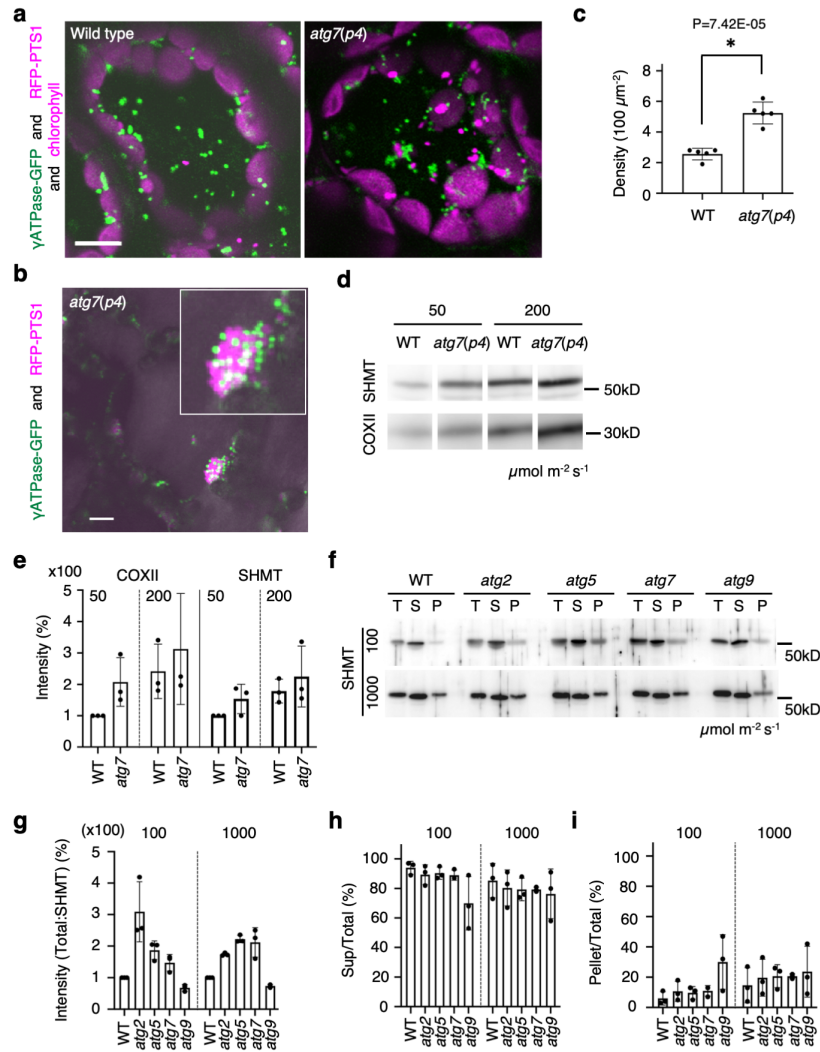 a
Wild type
atg7(p4)
γATPase-GFP and RFP-PTS1
and chlorophyll
c
P=7.42E-05
*
Density (100 µm-2)
8
6
4
2
0
WT
atg7(p4)
b
atg7(p4)
γATPase-GFP and RFP-PTS1
d
50
200
WT
atg7(p4)
WT
atg7(p4)
SHMT
50kD
COXII
30kD
µmol m-2 s-1
e
x100
COXII
SHMT
50
200
50
200
Intensity (%)
5
4
3
2
1
0
WT
atg7
WT
atg7
WT
atg7
WT
atg7
f
WT
atg2
atg5
atg7
atg9
T S P
T S P
T S P
T S P
T S P
SHMT
100
50kD
1000
50kD
µmol m-2 s-1
g
(x100)
100
1000
Intensity (Total:SHMT) (%)
5
4
3
2
1
0
WT
atg2
atg5
atg7
atg9
WT
atg2
atg5
atg7
atg9
h
100
1000
Sup/Total (%)
100
80
60
40
20
0
WT
atg2
atg5
atg7
atg9
WT
atg2
atg5
atg7
atg9
i
100
1000
Pellet/Total (%)
100
80
60
40
20
0
WT
atg2
atg5
atg7
atg9
WT
atg2
atg5
atg7
atg9